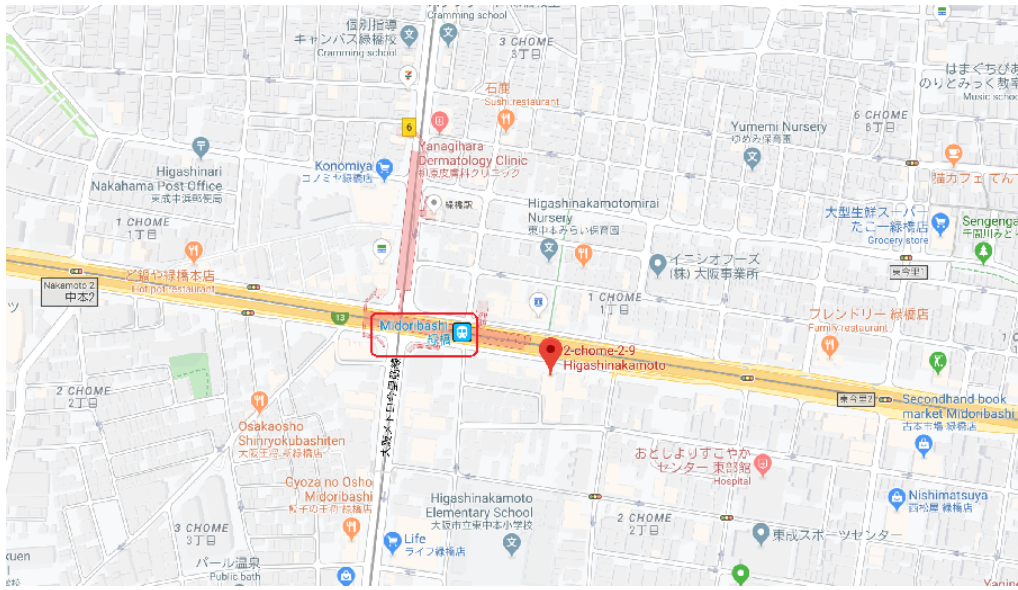 Cramming school
個別指導
キャンパス緑橋校
Cramming school
3 CHOME
3丁目
はまぐちぴあ
のりとみっく教室
Music schoo
石鹿
Sushi restaurant
6
6 CHOME
6丁目
Yumemi Nursery
ゆめみ保育園
Yanagihara
Dermatology Clinic
柳原皮膚科クリニック
Konomiya
コノミヤ緑橋店
Higashinari
Nakahama Post Office
東成中浜郵便局
猫カフェ てんて
緑橋駅
Higashinakamotomirai
Nursery
東中本みらい保育園
大型生鮮スーパー
たこ一緑橋店
Grocery store
Sengenga
千間川みど
1 CHOME
1丁目
イニシオフーズ
(株) 大阪事業所
東今里1
Hot pot restaurant
Nakamoto 2
中本2
1 CHOME
1丁目
13
フレンドリー 緑橋店
Family restaurant
Midoribashi
緑橋
2-chome-2-9
Higashinakamoto
2 CHOME
2丁目
東今里2
Secondhand book
market Midoribashi
古本市場 緑橋店
大阪メトロ今里筋線
Osakaosho
Shinryokubashiten
大阪王将 新緑橋店
おとしよりすこやか
センター 東部館
Hospital
Gyoza no Osho
Midoribashi
餃子の王将 緑橋店
Higashinakamoto
Elementary School
大阪市立東中本小学校
Nishimatsuya
西松屋 緑橋店
2 CHOME
2丁目
3 CHOME
3丁目
Life
ライフ緑橋店
東成スポーツセンター
kuen
パール温泉
Public bath
Yagine